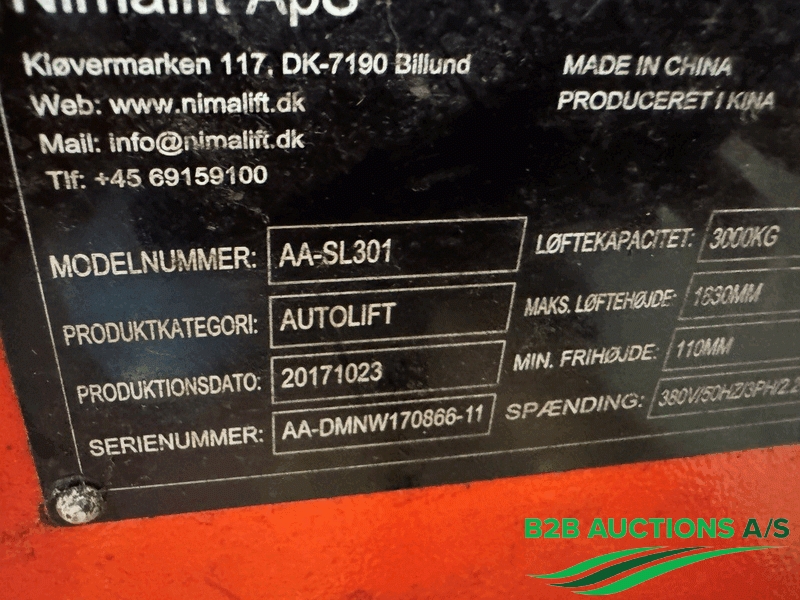 Nimalift ApS
Kløvermarken 117, DK-7190 Billund
Web: www.nimalift.dk
Mail: info@nimalift.dk
Tlf: +45 69159100
MADE IN CHINA
PRODUCERET I KINA
MODELNUMMER: AA-SL301
PRODUKTKATEGORI: AUTOLIFT
PRODUKTIONSDATO: 20171023
SERIENUMMER: AA-DMNW170866-11
LØFTEKAPACITET: 3000KG
MAKS. LØFTEHØJDE: 1830MM
MIN. FRIHØJDE: 110MM
SPÆNDING: 380V/50HZ/3PH/2.2
B2B AUCTIONS A/S